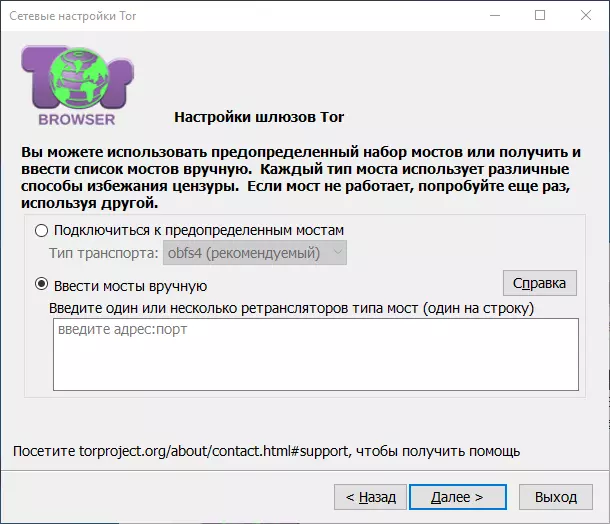 Сетевые настройки Tor
Tor
BROWSER
Настройки шлюзов Tor
Вы можете использовать предопределенный набор мостов или получить и
ввести список мостов вручную. Каждый тип моста использует различные
способы избежания цензуры. Если мост не работает, попробуйте еще раз,
используя другой.
Подключиться к предопределенным мостам
Тип транспорта: obfs4 (рекомендуемый)
Ввести мосты вручную
Справка
Введите один или несколько ретрансляторов типа мост (один на строку)
введите адрес:порт
Посетите torproject.org/about/contact.html#support, чтобы получить помощь
< Назад Далее > Выход